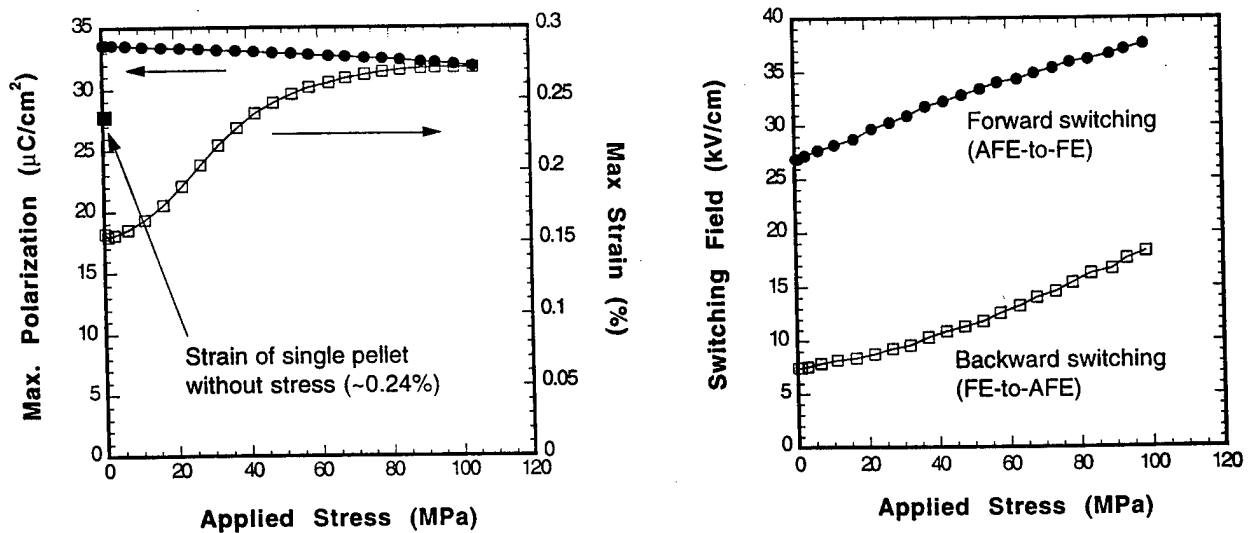 35
30
25
20
15
10
5
0
Max. Polarization (μC/cm²)
0.3
0.25
0.2
0.15
0.1
0.05
0
Max Strain (%)
Strain of single pellet
without stress (~0.24%)
0 20 40 60 80 100 120
Applied Stress (MPa)
40
35
30
25
20
15
10
5
0
Switching Field (kV/cm)
Forward switching
(AFE-to-FE)
Backward switching
(FE-to-AFE)
0 20 40 60 80 100 120
Applied Stress (MPa)